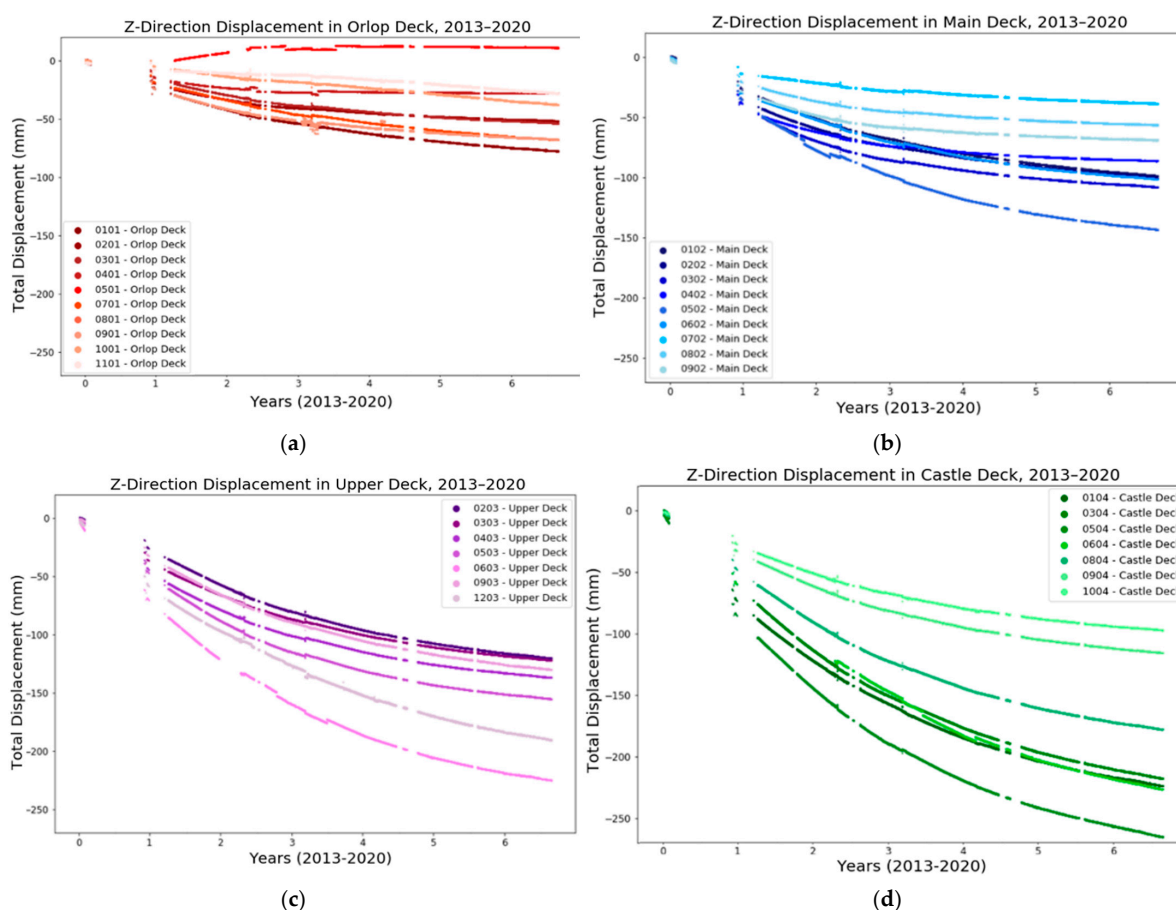 Z-Direction Displacement in Orlop Deck, 2013–2020
0
−50
−100
−150
−200
−250
Total Displacement (mm)
0101 - Orlop Deck
0201 - Orlop Deck
0301 - Orlop Deck
0401 - Orlop Deck
0501 - Orlop Deck
0701 - Orlop Deck
0801 - Orlop Deck
0901 - Orlop Deck
1001 - Orlop Deck
1101 - Orlop Deck
0 1 2 3 4 5 6
Years (2013-2020)
(a)
Z-Direction Displacement in Main Deck, 2013–2020
0
−50
−100
−150
−200
−250
Total Displacement (mm)
0102 - Main Deck
0202 - Main Deck
0302 - Main Deck
0402 - Main Deck
0502 - Main Deck
0602 - Main Deck
0702 - Main Deck
0802 - Main Deck
0902 - Main Deck
0 1 2 3 4 5 6
Years (2013-2020)
(b)
Z-Direction Displacement in Upper Deck, 2013–2020
0
−50
−100
−150
−200
−250
Total Displacement (mm)
0203 - Upper Deck
0303 - Upper Deck
0403 - Upper Deck
0503 - Upper Deck
0603 - Upper Deck
0903 - Upper Deck
1203 - Upper Deck
0 1 2 3 4 5 6
Years (2013-2020)
(c)
Z-Direction Displacement in Castle Deck, 2013–2020
0
−50
−100
−150
−200
−250
Total Displacement (mm)
0104 - Castle Deck
0304 - Castle Deck
0504 - Castle Deck
0604 - Castle Deck
0804 - Castle Deck
0904 - Castle Deck
1004 - Castle Deck
0 1 2 3 4 5 6
Years (2013-2020)
(d)